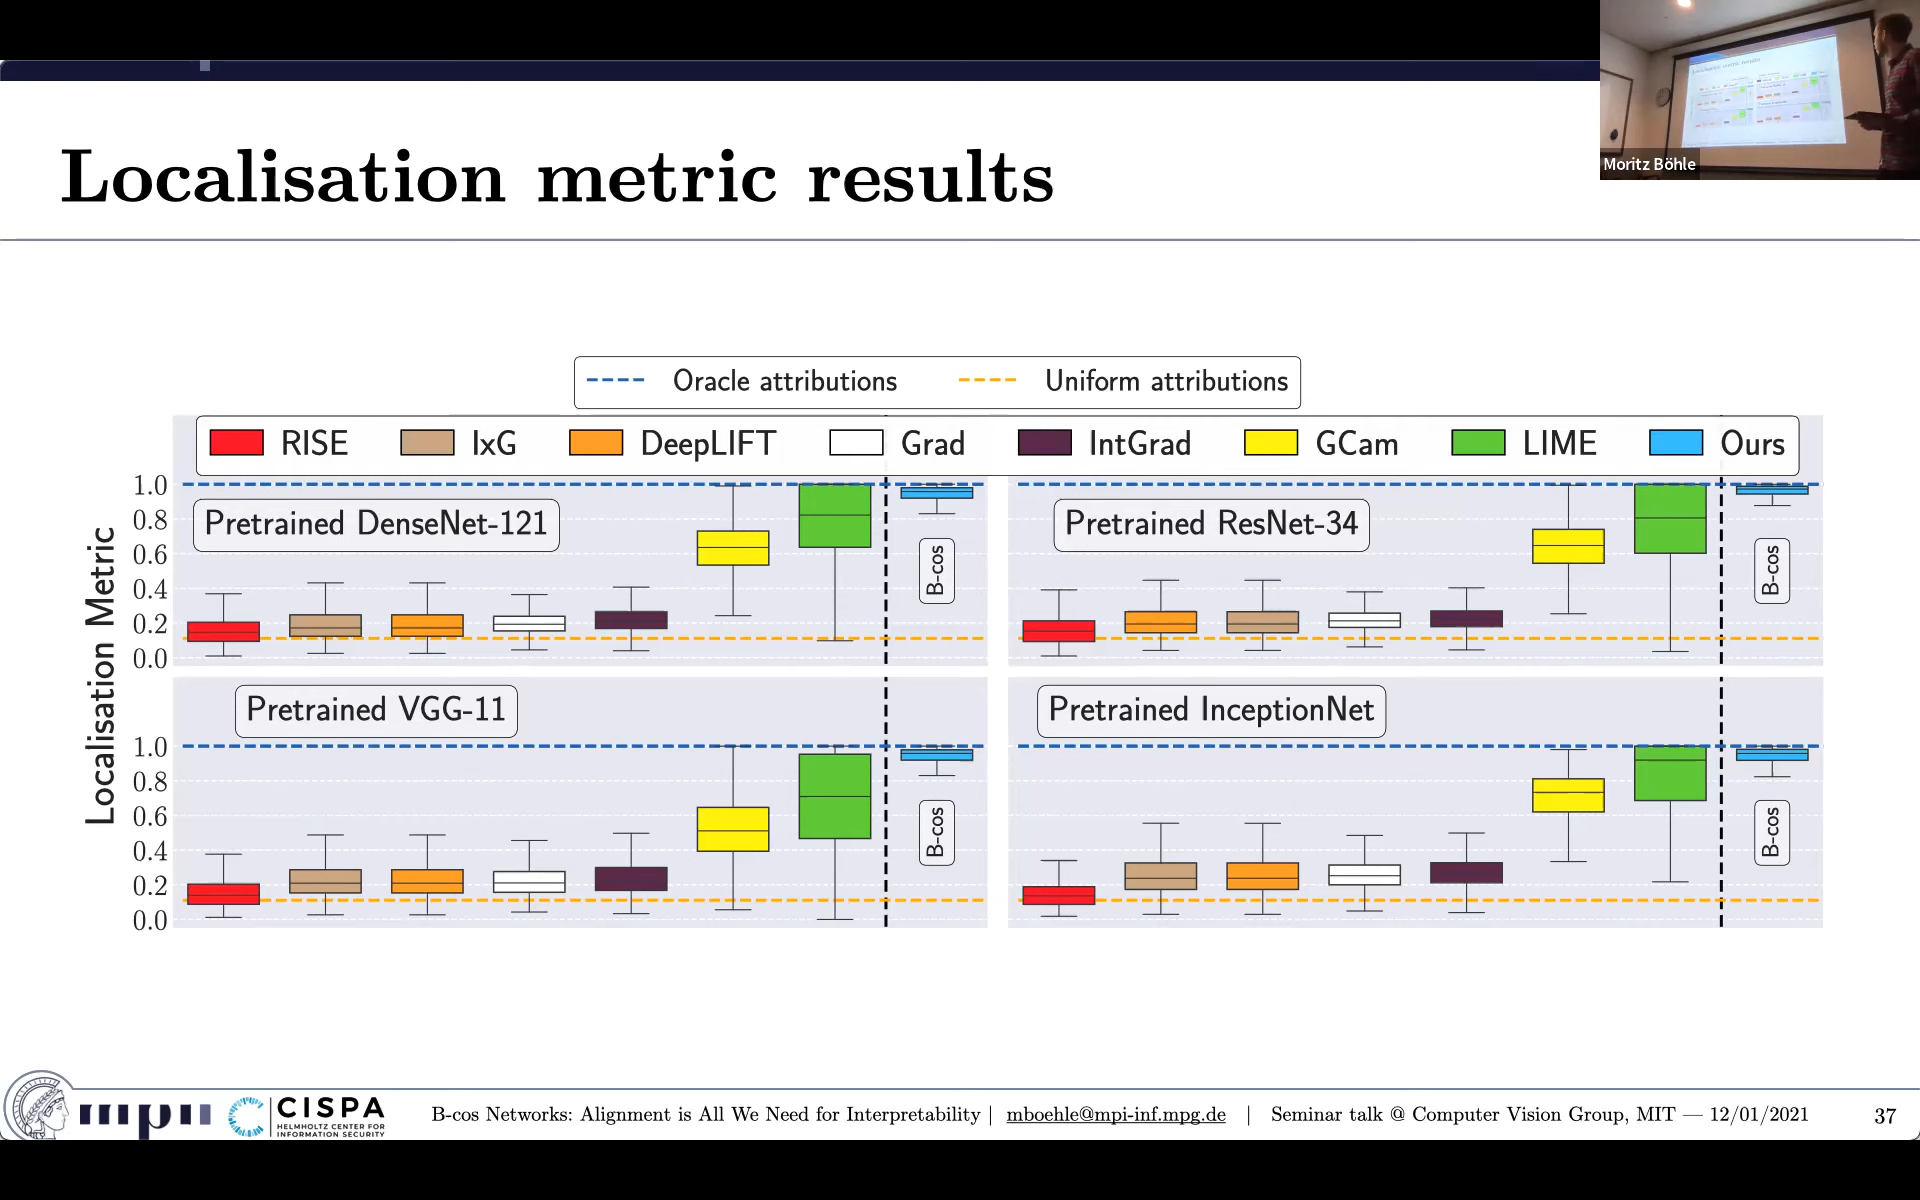 Moritz Böhle
Localisation metric results
Oracle attributions Uniform attributions
RISE IxG DeepLIFT Grad IntGrad GCam LIME Ours
Localisation Metric
1.0
0.8
0.6
0.4
0.2
0.0
Pretrained DenseNet-121
B-cos
Pretrained ResNet-34
B-cos
1.0
0.8
0.6
0.4
0.2
0.0
Pretrained VGG-11
B-cos
Pretrained InceptionNet
B-cos
mpii
CISPA
HELMHOLTZ CENTER FOR
INFORMATION SECURITY
B-cos Networks: Alignment is All We Need for Interpretability | mboehle@mpi-inf.mpg.de | Seminar talk @ Computer Vision Group, MIT — 12/01/2021 37